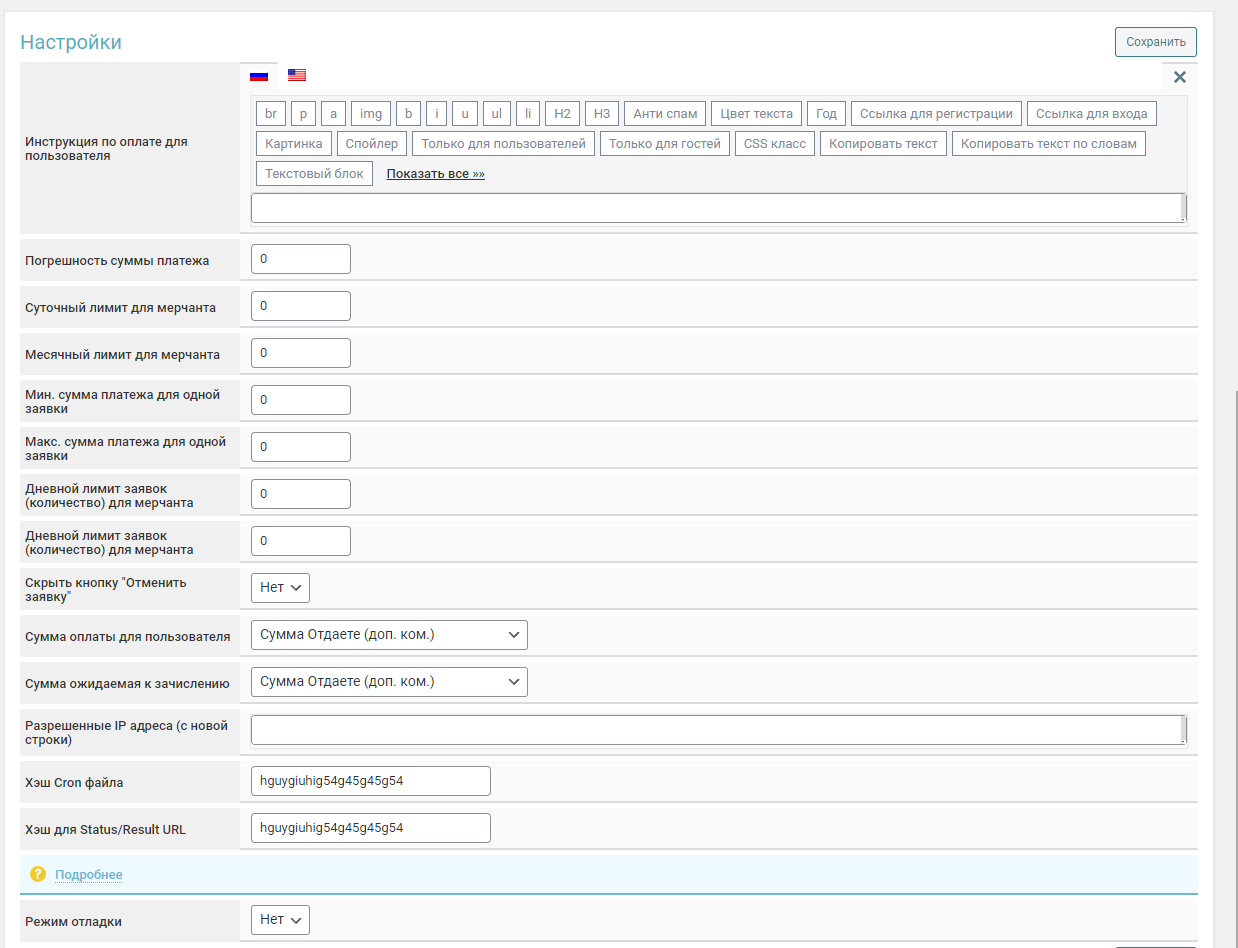 Настройки
Сохранить
Инструкция по оплате для
пользователя
br p a img b i u ul li H2 H3 Анти спам Цвет текста Год Ссылка для регистрации Ссылка для входа
Картинка Спойлер Только для пользователей Только для гостей CSS класс Копировать текст Копировать текст по словам
Текстовый блок Показать все »»
Погрешность суммы платежа 0
Суточный лимит для мерчанта 0
Месячный лимит для мерчанта 0
Мин. сумма платежа для одной
заявки
0
Макс. сумма платежа для одной
заявки
0
Дневной лимит заявок
(количество) для мерчанта
0
Дневной лимит заявок
(количество) для мерчанта
0
Скрыть кнопку "Отменить
заявку"
Нет
Сумма оплаты для пользователя Сумма Отдаете (доп. ком.)
Сумма ожидаемая к зачислению Сумма Отдаете (доп. ком.)
Разрешенные IP адреса (с новой
строки)
Хэш Cron файла hguygiuhig54g45g45g54
Хэш для Status/Result URL hguygiuhig54g45g45g54
? Подробнее
Режим отладки Нет